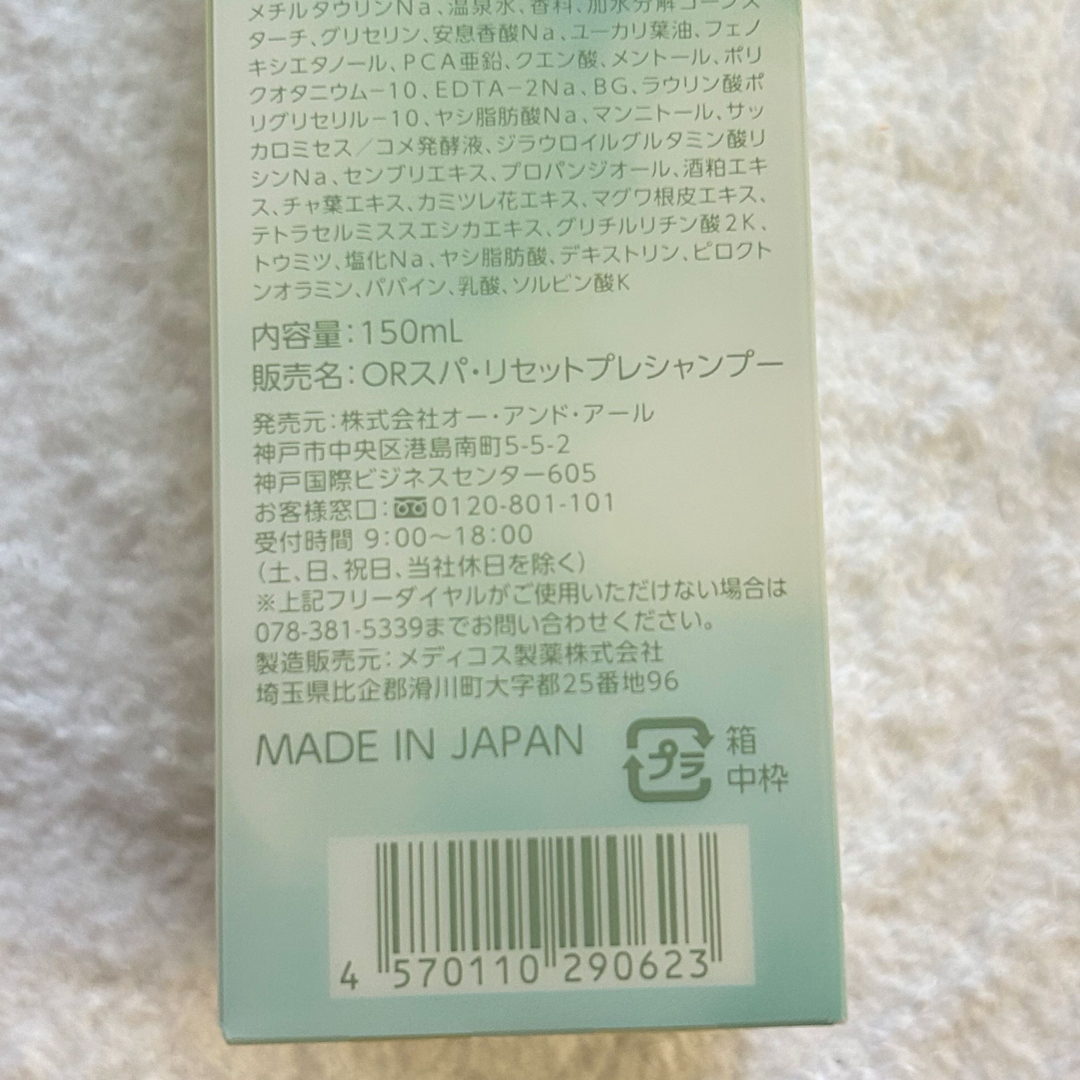 メチルタウリンNa、温泉水、香料、加水分解コーンス
ターチ、グリセリン、安息香酸Na、ユーカリ葉油、フェノ
キシエタノール、PCA亜鉛、クエン酸、メントール、ポリ
クオタニウム−10、EDTA−2Na、BG、ラウリン酸ポ
リグリセリル−10、ヤシ脂肪酸Na、マンニトール、サッ
カロミセス／コメ発酵液、ジラウロイルグルタミン酸リ
シンNa、センブリエキス、プロパンジオール、酒粕エキ
ス、チャ葉エキス、カミツレ花エキス、マグワ根皮エキス、
テトラセルミススエシカエキス、グリチルリチン酸2K、
トウミツ、塩化Na、ヤシ脂肪酸、デキストリン、ピロクト
ンオラミン、パパイン、乳酸、ソルビン酸K
内容量：150mL
販売名：ORスパ・リセットプレシャンプー
発売元：株式会社オー・アンド・アール
神戸市中央区港島南町5-5-2
神戸国際ビジネスセンター605
お客様窓口：0120-801-101
受付時間 9：00〜18：00
（土、日、祝日、当社休日を除く）
※上記フリーダイヤルがご使用いただけない場合は
078-381-5339までお問い合わせください。
製造販売元：メディコス製薬株式会社
埼玉県比企郡滑川町大字都25番地96
MADE IN JAPAN
プラ
箱
中枠
4 570110 290623